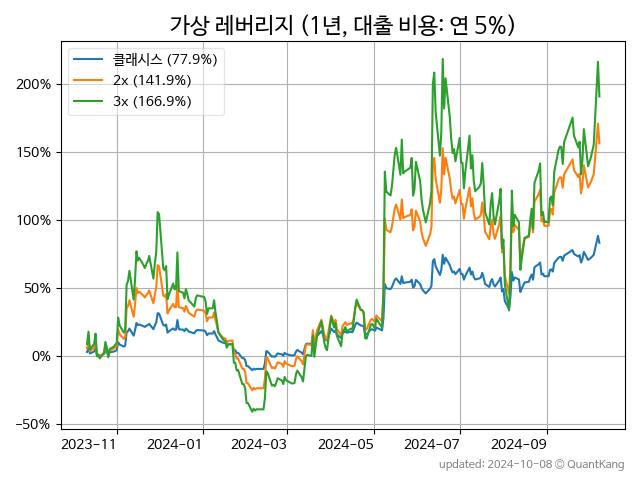 가상 레버리지 (1년, 대출 비용: 연 5%)
클래시스 (77.9%)
2x (141.9%)
3x (166.9%)
200%
150%
100%
50%
0%
−50%
2023-11
2024-01
2024-03
2024-05
2024-07
2024-09
updated: 2024-10-08 © QuantKang